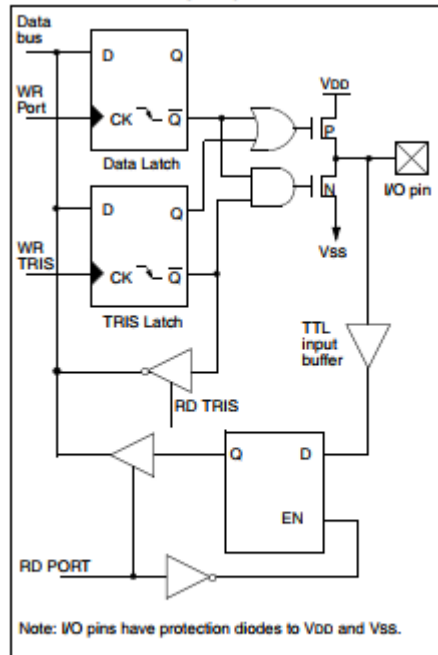 Data
bus
D
Q
VDD
WR
Port
CK
Q
P
Data Latch
I/O pin
N
D
Q
VSS
WR
TRIS
CK
Q
TTL
input
buffer
TRIS Latch
RD TRIS
Q
D
EN
RD PORT
Note: I/O pins have protection diodes to VDD and VSS.